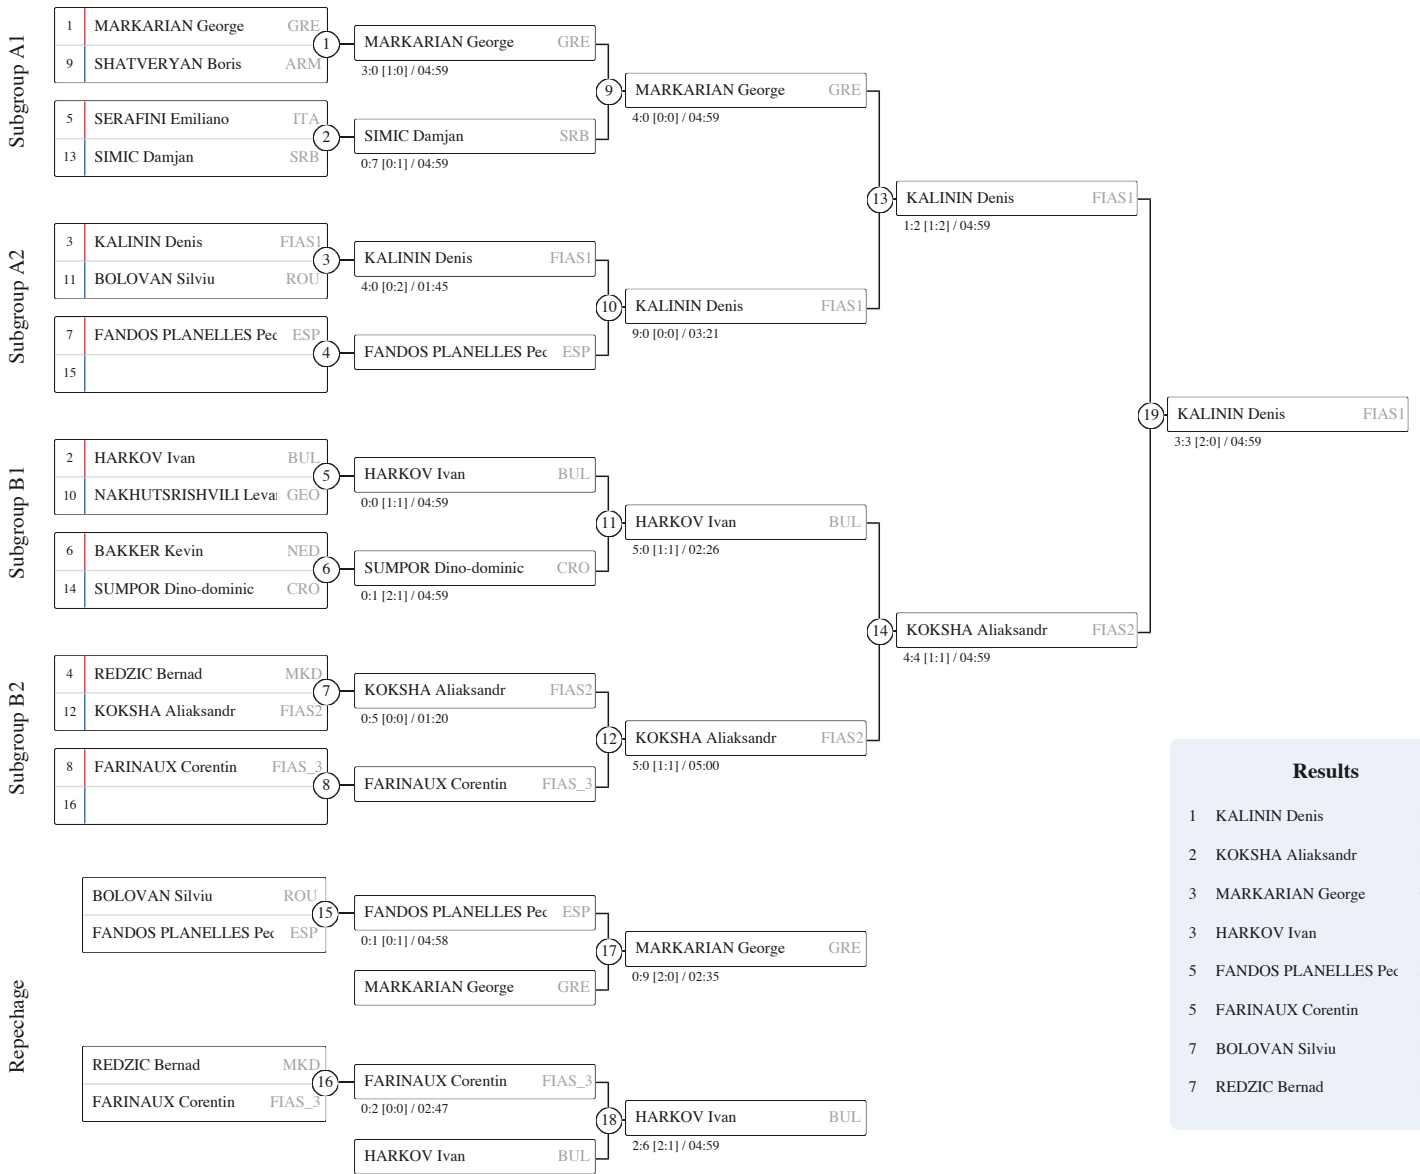 Subgroup A1
1 MARKARIAN George GRE
9 SHATVERYAN Boris ARM
1
MARKARIAN George GRE
3:0 [1:0] / 04:59
5 SERAFINI Emiliano ITA
13 SIMIC Damjan SRB
2
SIMIC Damjan SRB
0:7 [0:1] / 04:59
9
MARKARIAN George GRE
4:0 [0:0] / 04:59
Subgroup A2
3 KALININ Denis FIAS1
11 BOLOVAN Silviu ROU
3
KALININ Denis FIAS1
4:0 [0:2] / 01:45
7 FANDOS PLANELLES Pec ESP
15
4
FANDOS PLANELLES Pec ESP
10
KALININ Denis FIAS1
9:0 [0:0] / 03:21
13
KALININ Denis FIAS1
1:2 [1:2] / 04:59
Subgroup B1
2 HARKOV Ivan BUL
10 NAKHUTSRISHVILI Leva GEO
5
HARKOV Ivan BUL
0:0 [1:1] / 04:59
6 BAKKER Kevin NED
14 SUMPOR Dino-dominic CRO
6
SUMPOR Dino-dominic CRO
0:1 [2:1] / 04:59
11
HARKOV Ivan BUL
5:0 [1:1] / 02:26
Subgroup B2
4 REDZIC Bernad MKD
12 KOKSHA Aliaksandr FIAS2
7
KOKSHA Aliaksandr FIAS2
0:5 [0:0] / 01:20
8 FARINAUX Corentin FIAS_3
16
8
FARINAUX Corentin FIAS_3
12
KOKSHA Aliaksandr FIAS2
5:0 [1:1] / 05:00
14
KOKSHA Aliaksandr FIAS2
4:4 [1:1] / 04:59
19
KALININ Denis FIAS1
3:3 [2:0] / 04:59
Repechage
BOLOVAN Silviu ROU
FANDOS PLANELLES Pec ESP
15
FANDOS PLANELLES Pec ESP
0:1 [0:1] / 04:58
MARKARIAN George GRE
17
MARKARIAN George GRE
0:9 [2:0] / 02:35
REDZIC Bernad MKD
FARINAUX Corentin FIAS_3
16
FARINAUX Corentin FIAS_3
0:2 [0:0] / 02:47
HARKOV Ivan BUL
18
HARKOV Ivan BUL
2:6 [2:1] / 04:59
Results
1 KALININ Denis
2 KOKSHA Aliaksandr
3 MARKARIAN George
3 HARKOV Ivan
5 FANDOS PLANELLES Pec
5 FARINAUX Corentin
7 BOLOVAN Silviu
7 REDZIC Bernad